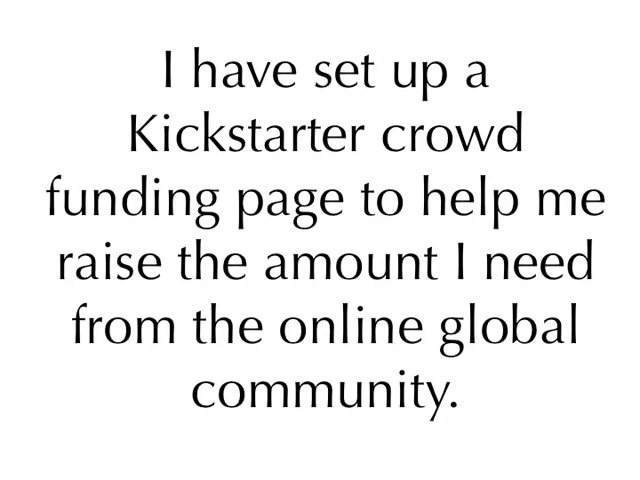 I have set up a
Kickstarter crowd
funding page to help me
raise the amount I need
from the online global
community.